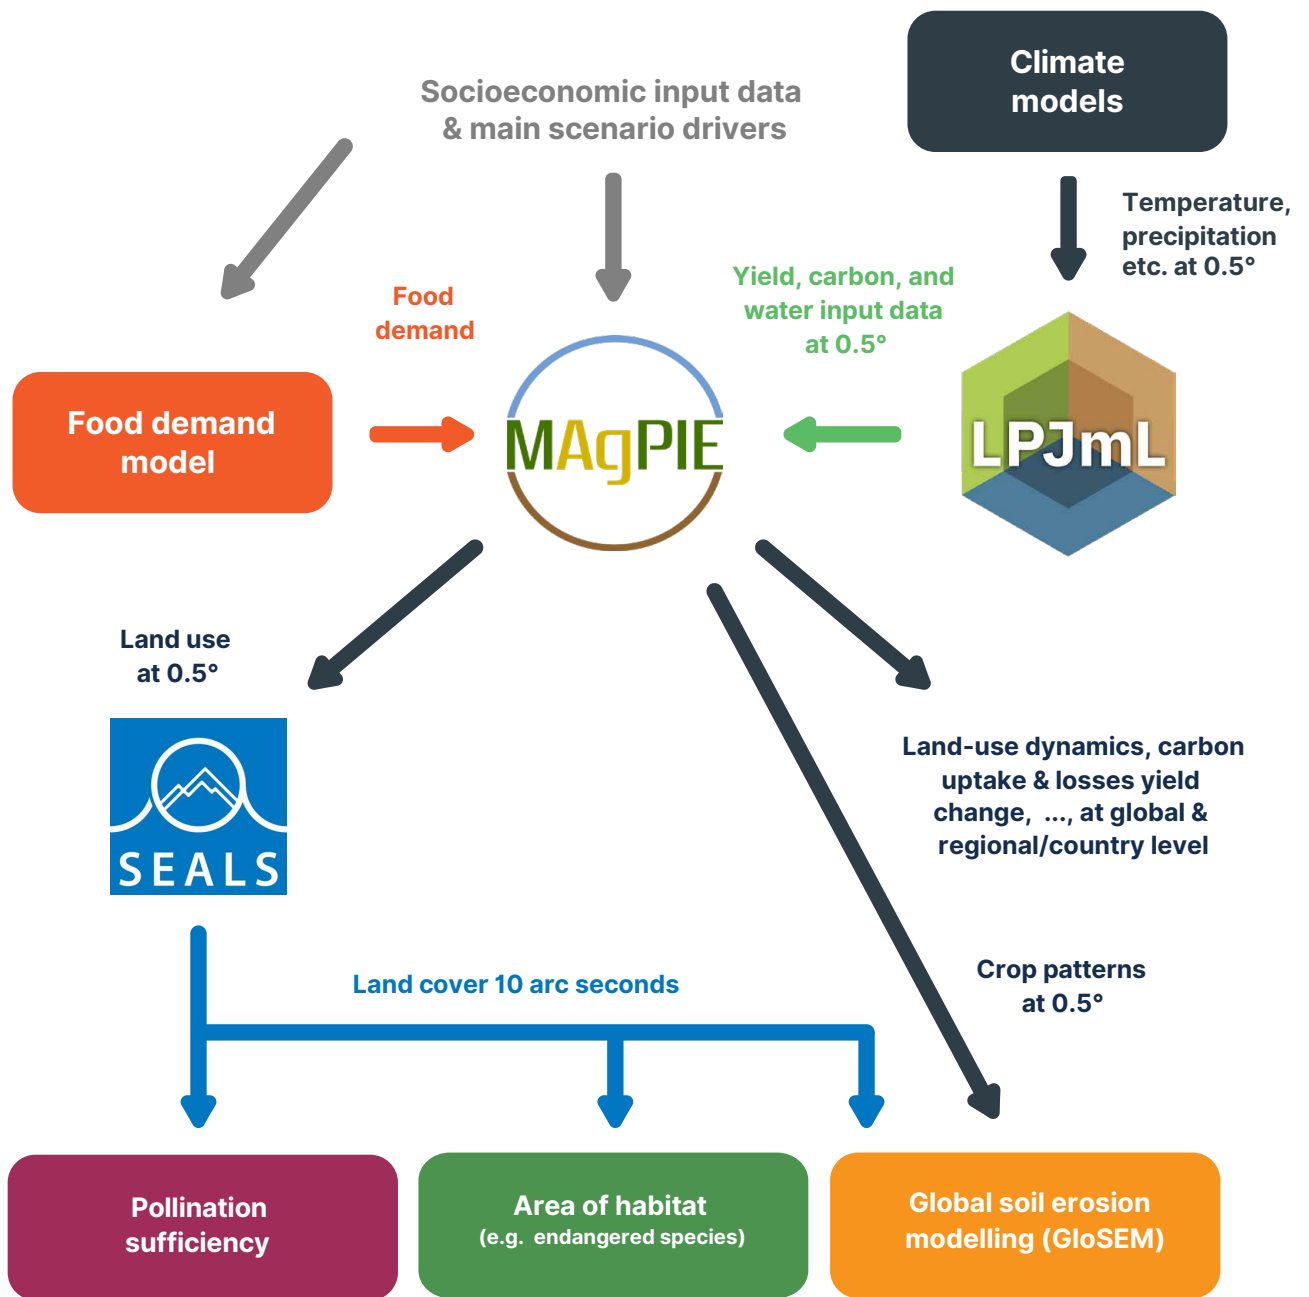 Socioeconomic input data
& main scenario drivers
Climate
models
Temperature,
precipitation
etc. at 0.5°
Food
demand
Yield, carbon, and
water input data
at 0.5°
Food demand
model
MAgPIE
LPJmL
Land use
at 0.5°
SEALS
Land-use dynamics, carbon
uptake & losses yield
change, ..., at global &
regional/country level
Land cover 10 arc seconds
Crop patterns
at 0.5°
Pollination
sufficiency
Area of habitat
(e.g. endangered species)
Global soil erosion
modelling (GloSEM)